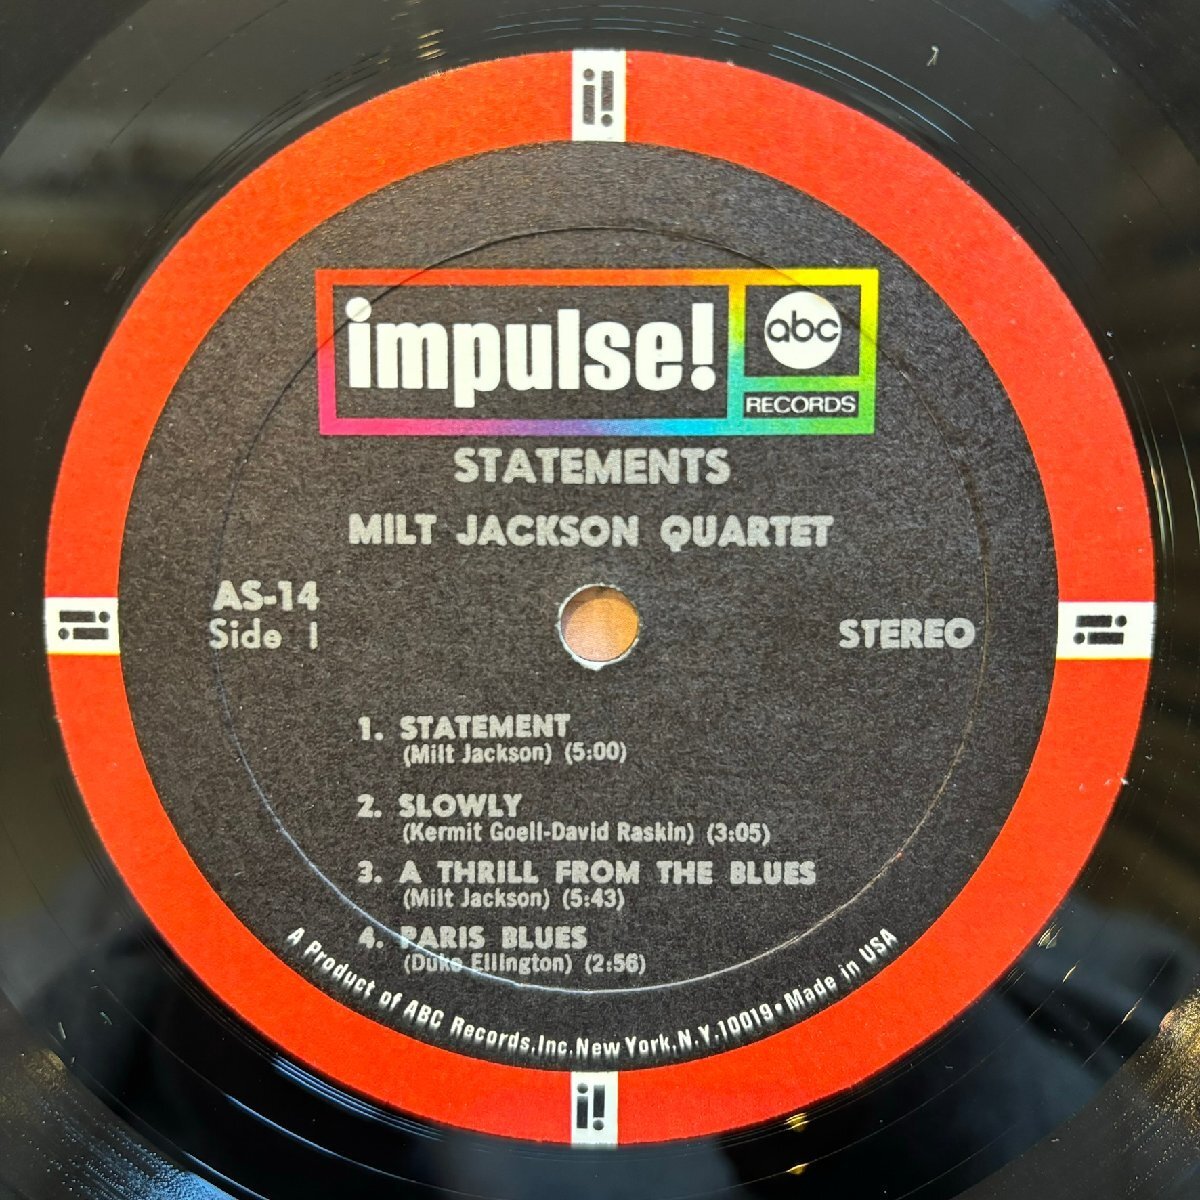 impulse!
abc
RECORDS
STATEMENTS
MILT JACKSON QUARTET
AS-14
Side 1
STEREO
1. STATEMENT
(Milt Jackson) (5:00)
2. SLOWLY
(Kermit Goell-David Raskin) (3:05)
3. A THRILL FROM THE BLUES
(Milt Jackson) (5:43)
4. PARIS BLUES
(Duke Ellington) (2:56)
A Product of ABC Records, Inc. New York, N.Y. 10019 • Made in USA